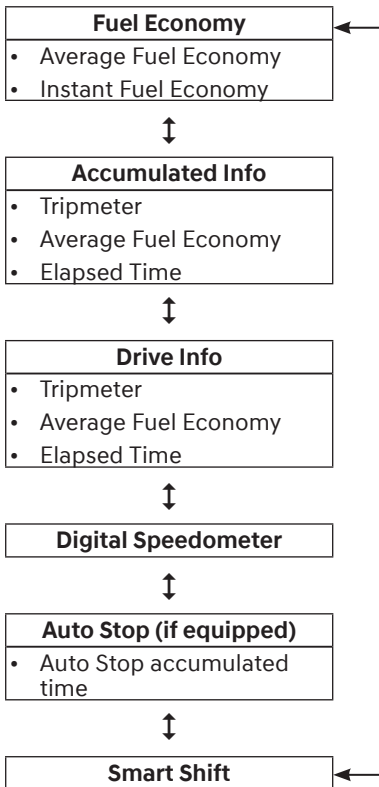 Fuel Economy
• Average Fuel Economy
• Instant Fuel Economy
Accumulated Info
• Tripmeter
• Average Fuel Economy
• Elapsed Time
Drive Info
• Tripmeter
• Average Fuel Economy
• Elapsed Time
Digital Speedometer
Auto Stop (if equipped)
• Auto Stop accumulated
time
Smart Shift